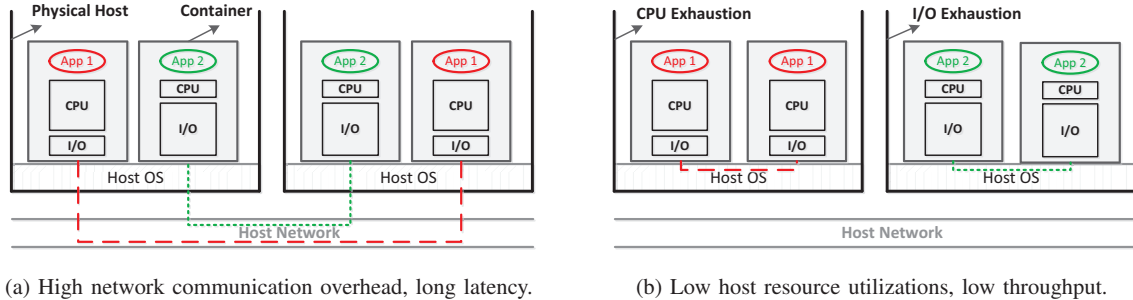 Physical Host
Container
App 1
App 2
CPU
CPU
I/O
I/O
Host OS
App 2
App 1
CPU
CPU
I/O
I/O
Host OS
Host Network
(a) High network communication overhead, long latency.
CPU Exhaustion
I/O Exhaustion
App 1
App 1
CPU
CPU
I/O
I/O
Host OS
App 2
App 2
CPU
CPU
I/O
I/O
Host OS
Host Network
(b) Low host resource utilizations, low throughput.